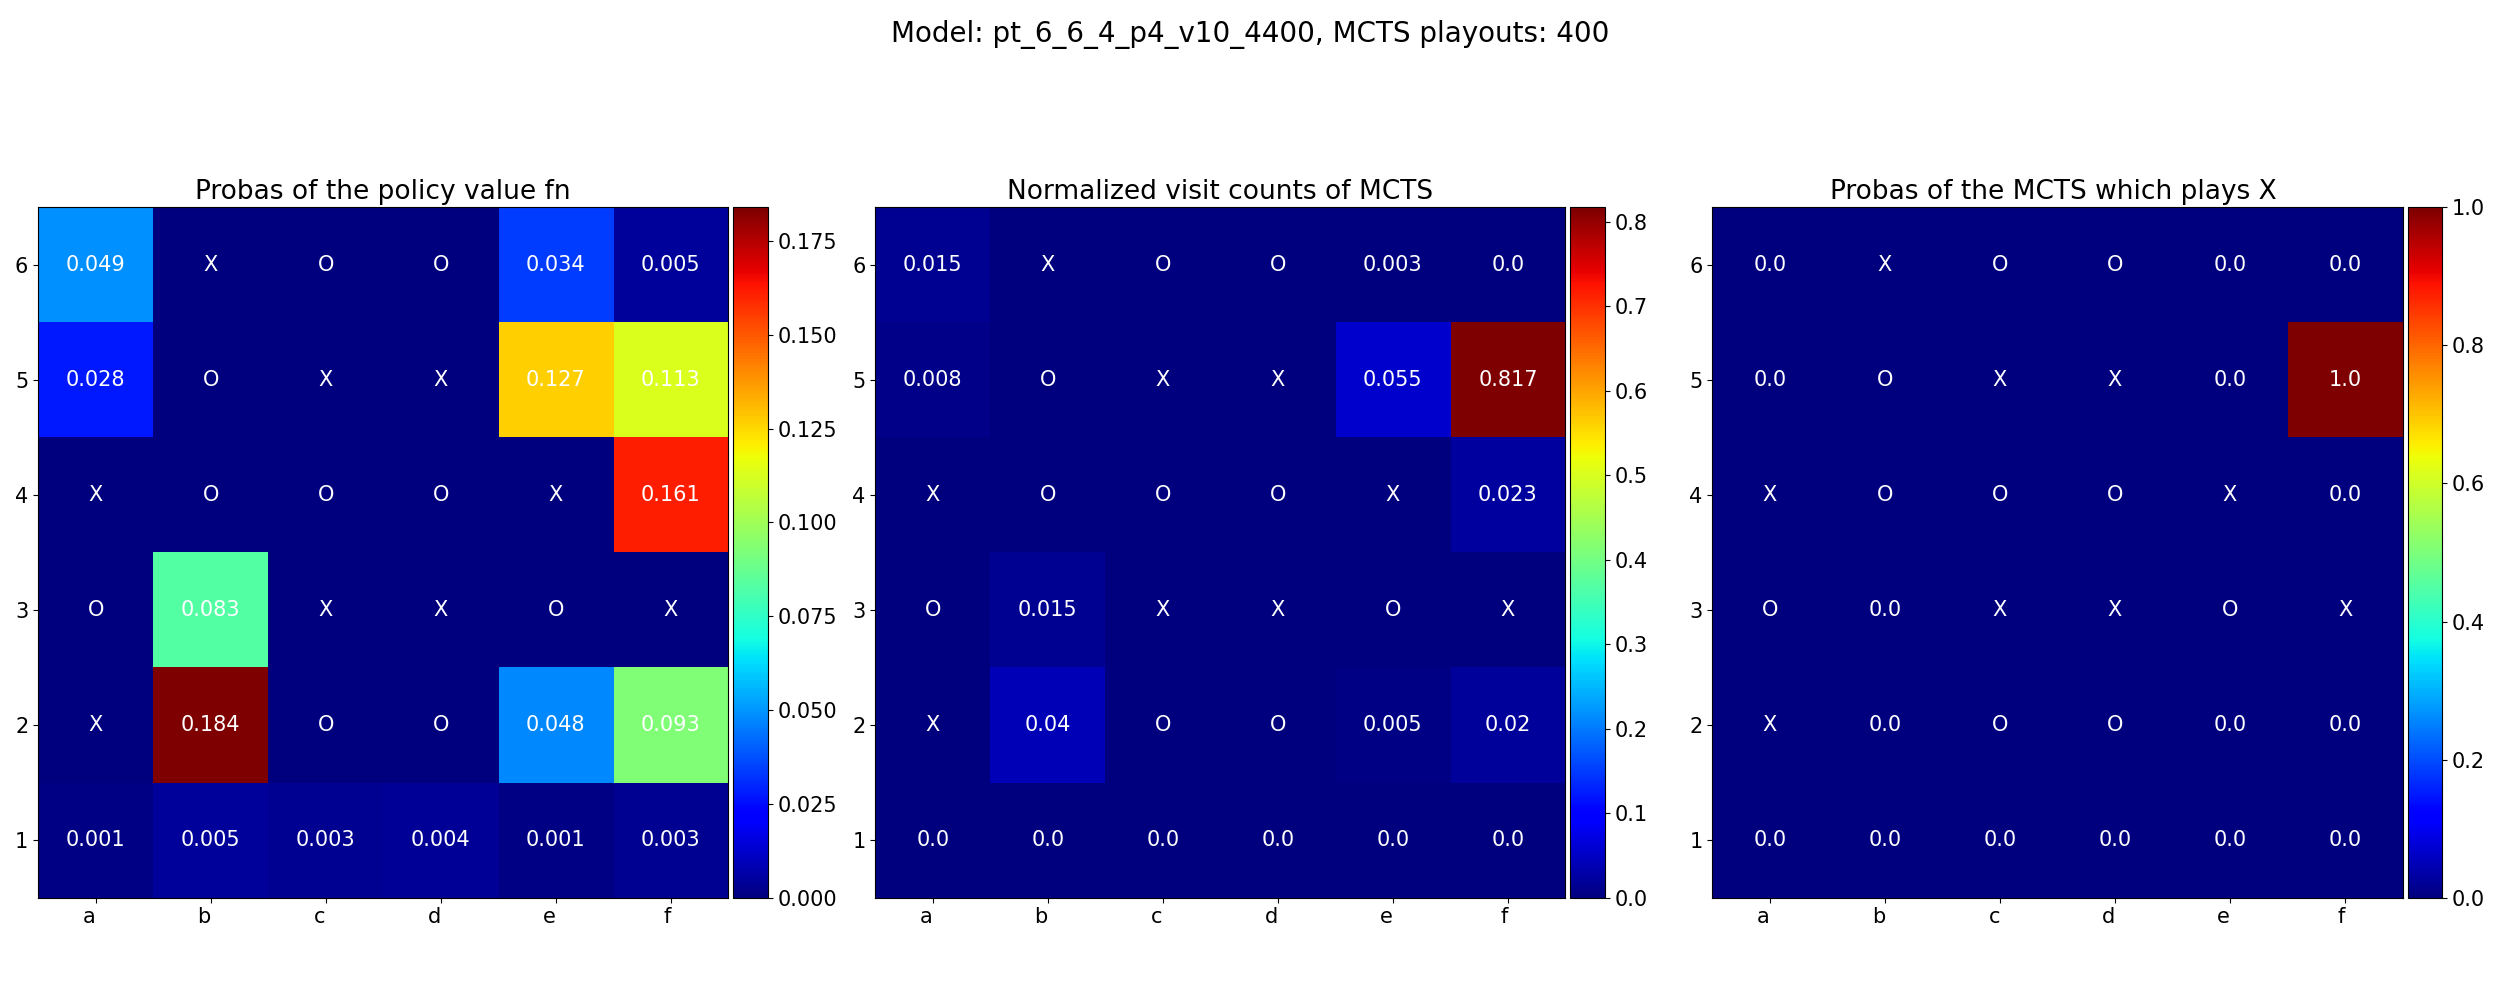 Model: pt_6_6_4_p4_v10_4400, MCTS playouts: 400
Probas of the policy value fn
6 0.049 X O O 0.034 0.005
5 0.028 O X X 0.127 0.113
4 X O O O X 0.161
3 O 0.083 X X O X
2 X 0.184 O O 0.048 0.093
1 0.001 0.005 0.003 0.004 0.001 0.003
a b c d e f
0.175
0.150
0.125
0.100
0.075
0.050
0.025
0.000
Normalized visit counts of MCTS
6 0.015 X O O 0.003 0.0
5 0.008 O X X 0.055 0.817
4 X O O O X 0.023
3 O 0.015 X X O X
2 X 0.04 O O 0.005 0.02
1 0.0 0.0 0.0 0.0 0.0 0.0
a b c d e f
0.8
0.7
0.6
0.5
0.4
0.3
0.2
0.1
0.0
Probas of the MCTS which plays X
6 0.0 X O O 0.0 0.0
5 0.0 O X X 0.0 1.0
4 X O O O X 0.0
3 O 0.0 X X O X
2 X 0.0 O O 0.0 0.0
1 0.0 0.0 0.0 0.0 0.0 0.0
a b c d e f
1.0
0.8
0.6
0.4
0.2
0.0